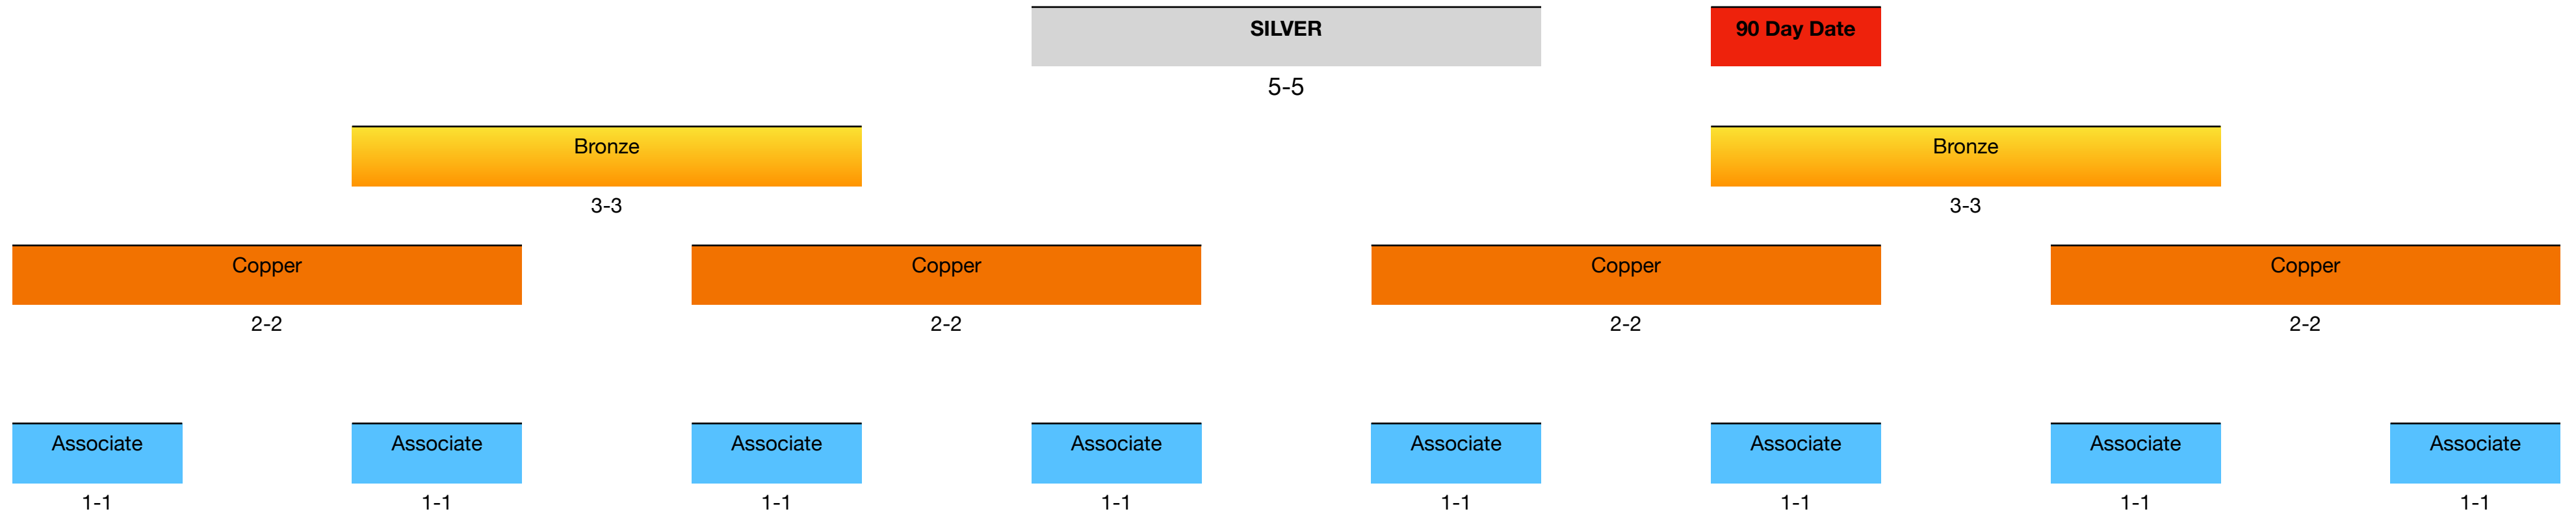 SILVER
90 Day Date
5-5
Bronze
Bronze
3-3
3-3
Copper
Copper
Copper
Copper
2-2
2-2
2-2
2-2
Associate
Associate
Associate
Associate
Associate
Associate
Associate
Associate
1-1
1-1
1-1
1-1
1-1
1-1
1-1
1-1